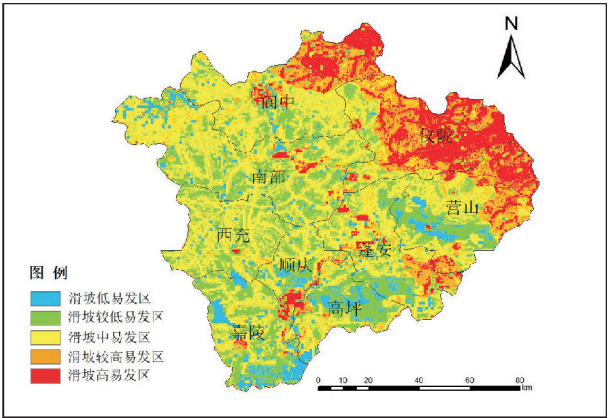 N
阆中
仪陇
南部
营山
西充
蓬安
顺庆
高坪
嘉陵
图 例
滑坡低易发区
滑坡较低易发区
滑坡中易发区
滑坡较高易发区
滑坡高易发区
0 10 20 40 60 80
km